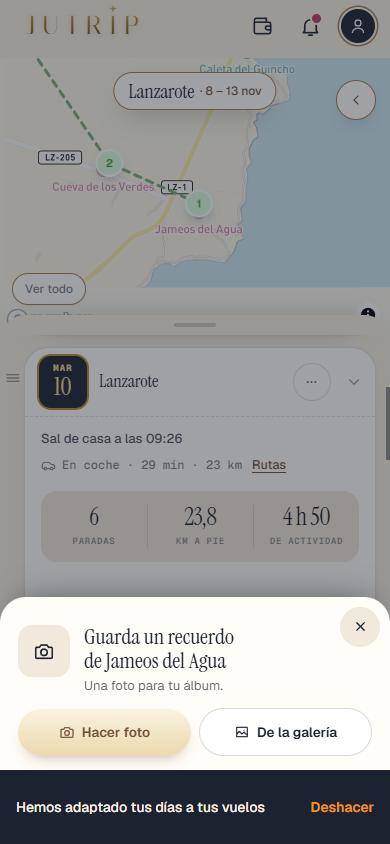 JUTRIP
Caleta del Guincho
Lanzarote · 8 – 13 nov
LZ-205
2
Cueva de los Verdes
LZ-1
1
Jameos del Agua
Ver todo
MAR
10
Lanzarote
Sal de casa a las 09:26
En coche · 29 min · 23 km Rutas
6
23,8
4 h 50
PARADAS
KM A PIE
DE ACTIVIDAD
Guarda un recuerdo
de Jameos del Agua
Una foto para tu álbum.
Hacer foto
De la galería
Hemos adaptado tus días a tus vuelos
Deshacer